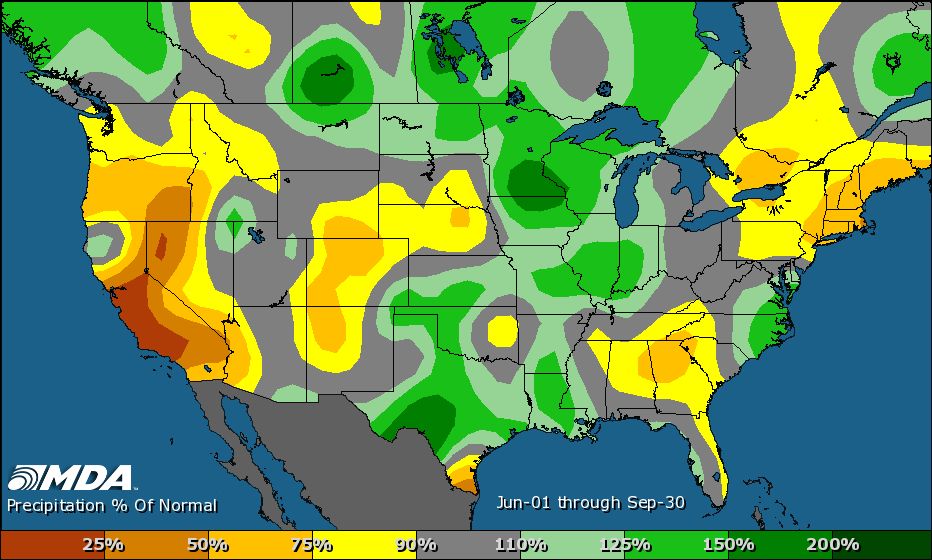 MDA
Precipitation % Of Normal
Jun-01 through Sep-30
25% 50% 75% 90% 110% 125% 150% 200%